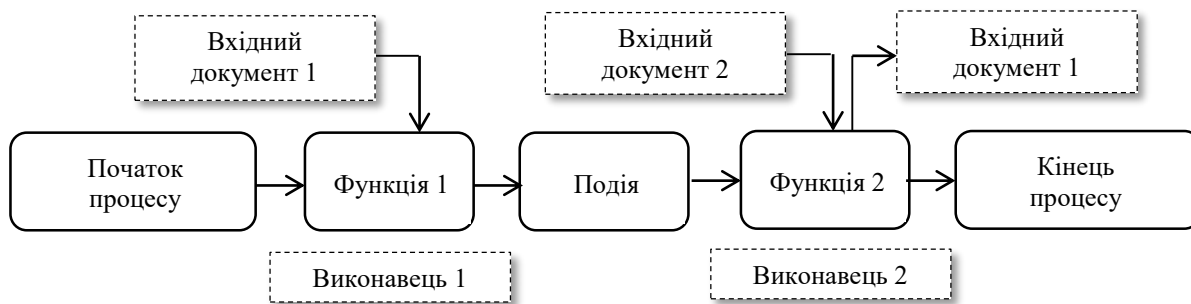 Вхідний
документ 1
Вхідний
документ 2
Вхідний
документ 1
Початок
процесу
Функція 1
Подія
Функція 2
Кінець
процесу
Виконавець 1
Виконавець 2